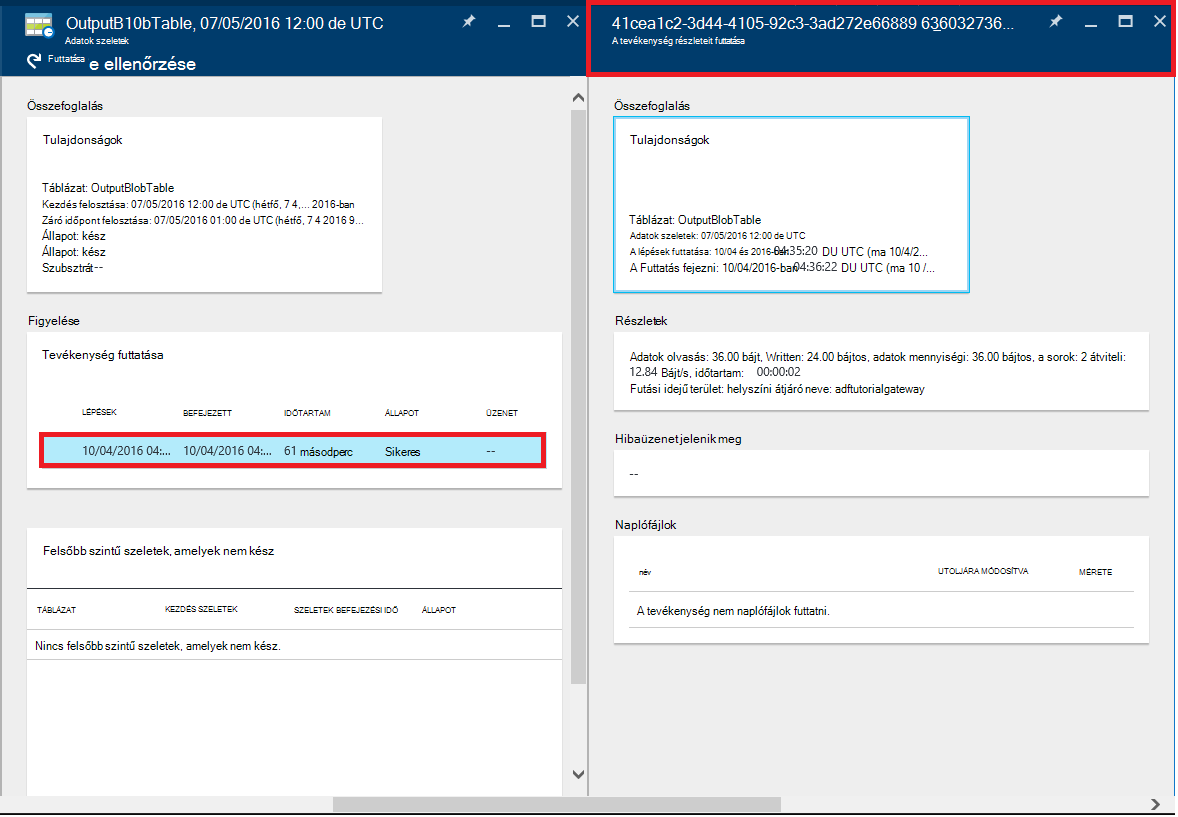 OutputB10bTable, 07/05/2016 12:00 de UTC
Adatok szeletek
Futtatása e ellenőrzése
Összefoglalás
Tulajdonságok
Táblázat: OutputBlobTable
Kezdés felosztása: 07/05/2016 12:00 de UTC (hétfő, 7 4,... 2016-ban
Záró időpont felosztása: 07/05/2016 01:00 de UTC (hétfő, 7 4 2016 9...
Állapot: kész
Állapot: kész
Szubsztrát--
Figyelése
Tevékenység futtatása
LÉPÉSEK BEFEJEZETT IDŐTARTAM ÁLLAPOT ÜZENET
10/04/2016 04:... 10/04/2016 04:... 61 másodperc Sikeres --
Felsőbb szintű szeletek, amelyek nem kész
TÁBLÁZAT KEZDÉS SZELETEK SZELETEK BEFEJEZÉSI IDŐ ÁLLAPOT
Nincs felsőbb szintű szeletek, amelyek nem kész.
41cea1c2-3d44-4105-92c3-3ad272e66889 636032736...
A tevékenység részleteit futtatása
Összefoglalás
Tulajdonságok
Táblázat: OutputBlobTable
Adatok szeletek: 07/05/2016 12:00 de UTC
A lépések futtatása: 10/04 és 2016-ban 04:35:20 DU UTC (ma 10/4/2...
A Futtatás fejezni: 10/04/2016-ban 04:36:22 DU UTC (ma 10 /...
Részletek
Adatok olvasás: 36.00 bájt, Written: 24.00 bájtos, adatok mennyiségi: 36.00 bájtos, a sorok: 2 átviteli:
12.84 Bájt/s, időtartam: 00:00:02
Futási idejű terület: helyszíni átjáró neve: adftutorialgateway
Hibaüzenet jelenik meg
--
Naplófájlok
név UTOLJÁRA MÓDOSÍTVA MÉRETE
A tevékenység nem naplófájlok futtatni.